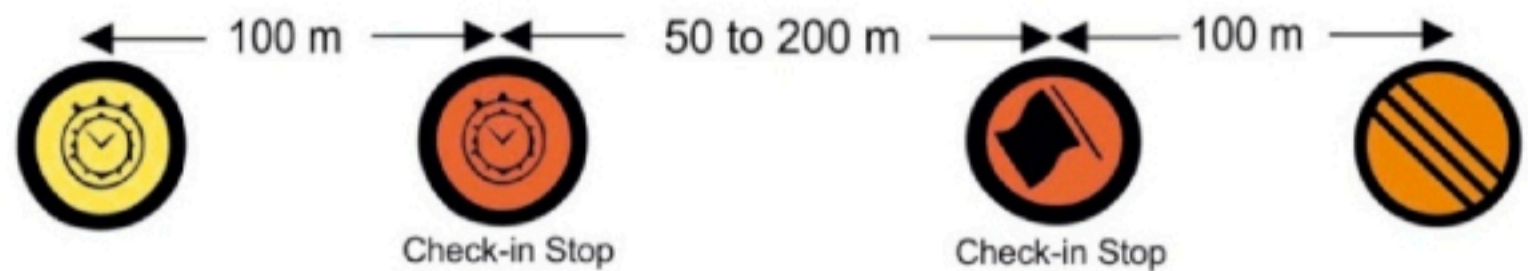 100 m 50 to 200 m 100 m
Check-in Stop Check-in Stop